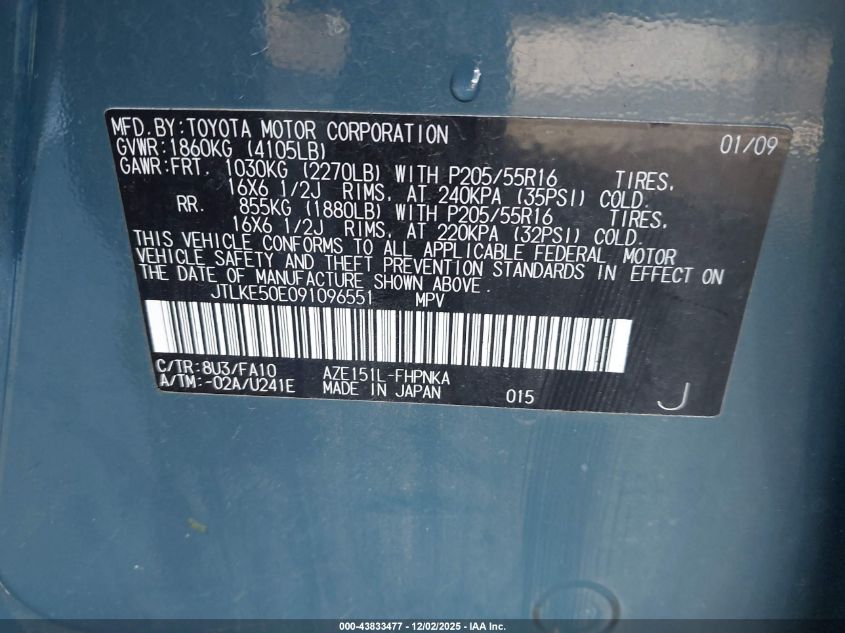 MFD.BY:TOYOTA MOTOR CORPORATION 01/09
GVWR:1860KG (4105LB)
GAWR:FRT. 1030KG (2270LB) WITH P205/55R16 TIRES,
16X6 1/2J RIMS, AT 240KPA (35PSI) COLD.
RR. 855KG (1880LB) WITH P205/55R16 TIRES,
16X6 1/2J RIMS, AT 220KPA (32PSI) COLD.
THIS VEHICLE CONFORMS TO ALL APPLICABLE FEDERAL MOTOR
VEHICLE SAFETY AND THEFT PREVENTION STANDARDS IN EFFECT ON
THE DATE OF MANUFACTURE SHOWN ABOVE.
JTLKE50E091096551 MPV
C/TR:8U3/FA10 AZE151L-FHPNKA
A/TM:-02A/U241E MADE IN JAPAN 015 J
000-43833477 - 12/02/2025 - IAA Inc.